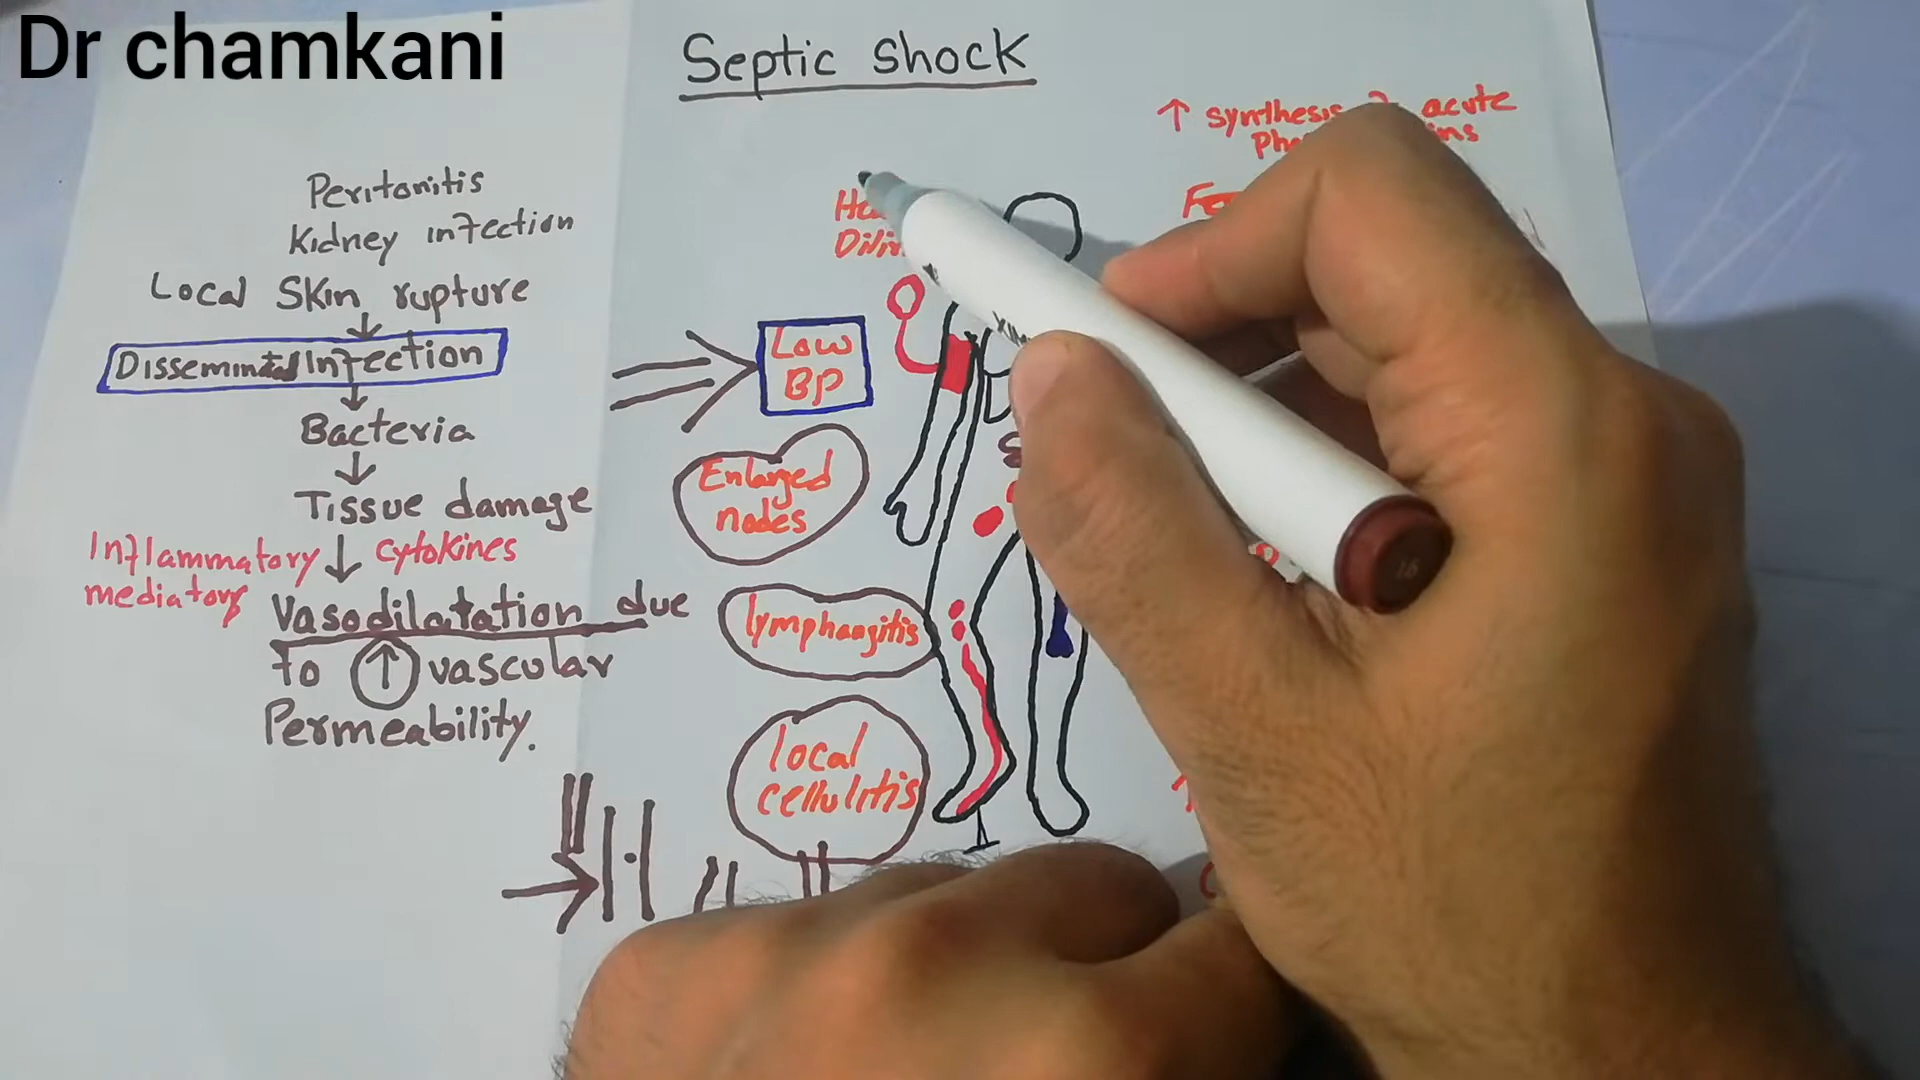 Dr chamkani
Septic shock
Peritonitis
Kidney infection
Local Skin rupture
Disseminated Infection
Bacteria
Tissue damage
Inflammatory cytokines
mediatory
Vasodilatation due
to ↑ vascular
Permeability.
Low
BP
Enlarged
nodes
lymphangitis
local
cellulitis
↑ synthesis acute